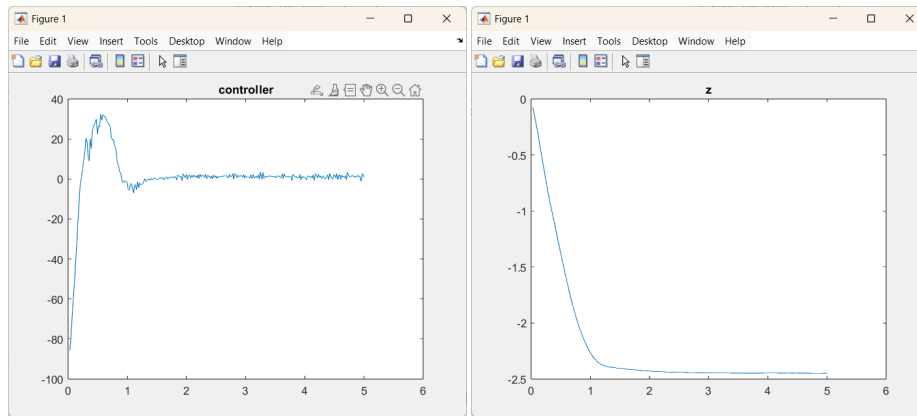 Figure 1
File Edit View Insert Tools Desktop Window Help
controller
40
20
0
-20
-40
-60
-80
-100
0 1 2 3 4 5 6
Figure 1
File Edit View Insert Tools Desktop Window Help
z
0
-0.5
-1
-1.5
-2
-2.5
0 1 2 3 4 5 6